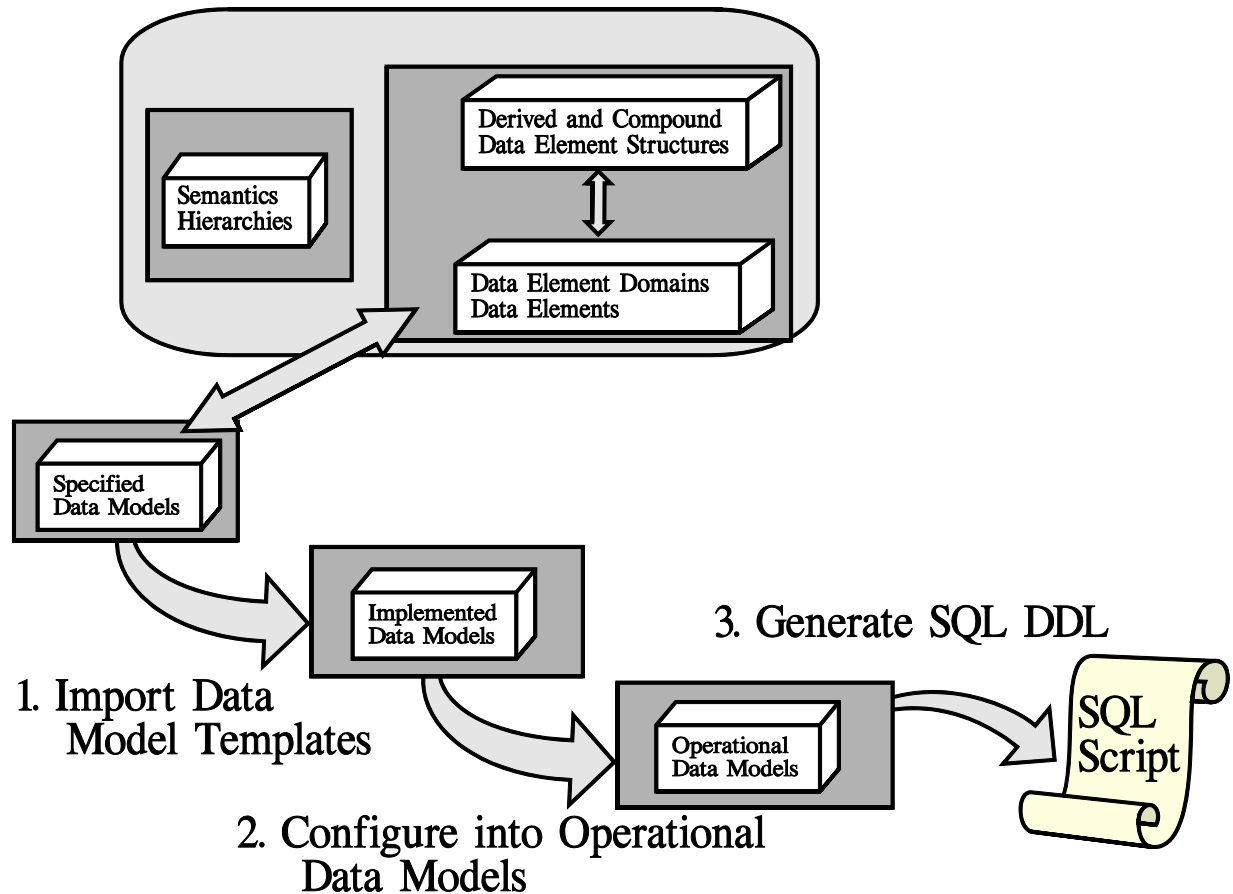 Derived and Compound
Data Element Structures
Semantics
Hierarchies
Data Element Domains
Data Elements
Specified
Data Models
Implemented
Data Models
3. Generate SQL DDL
1. Import Data
Model Templates
SQL
Script
Operational
Data Models
2. Configure into Operational
Data Models